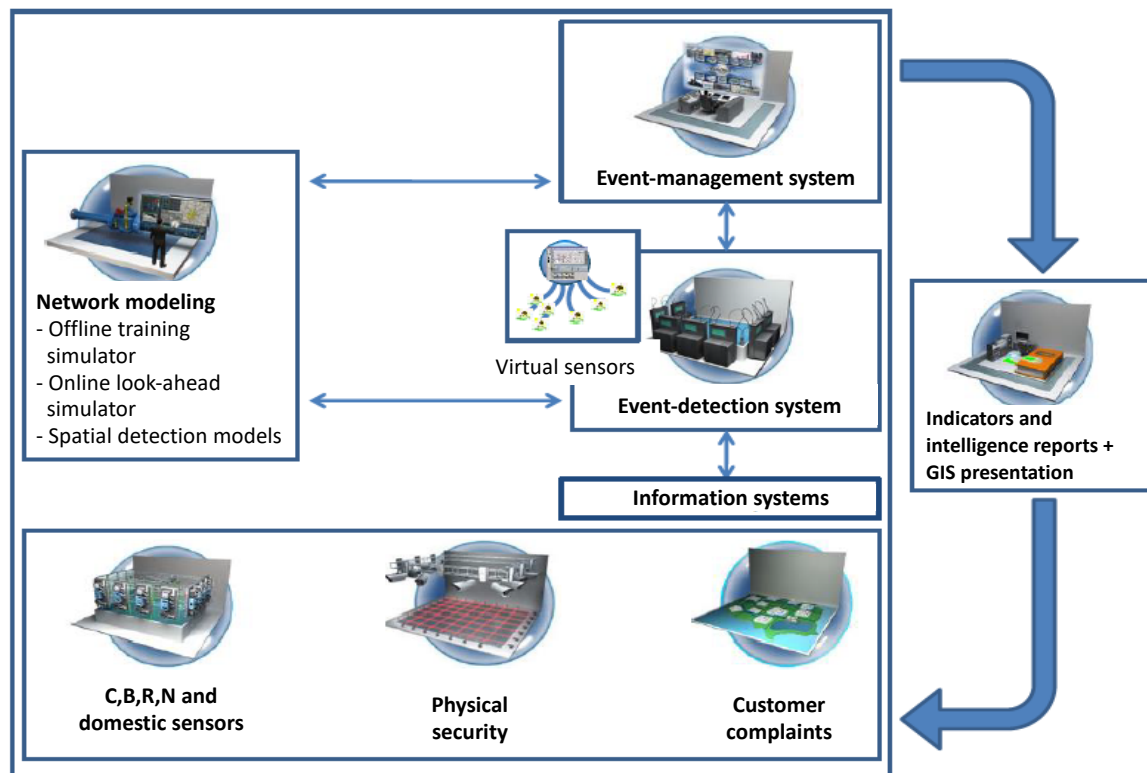 Event-management system
Network modeling
- Offline training
simulator
- Online look-ahead
simulator
- Spatial detection models
Virtual sensors
Event-detection system
Indicators and
intelligence reports +
GIS presentation
Information systems
C,B,R,N and
domestic sensors
Physical
security
Customer
complaints